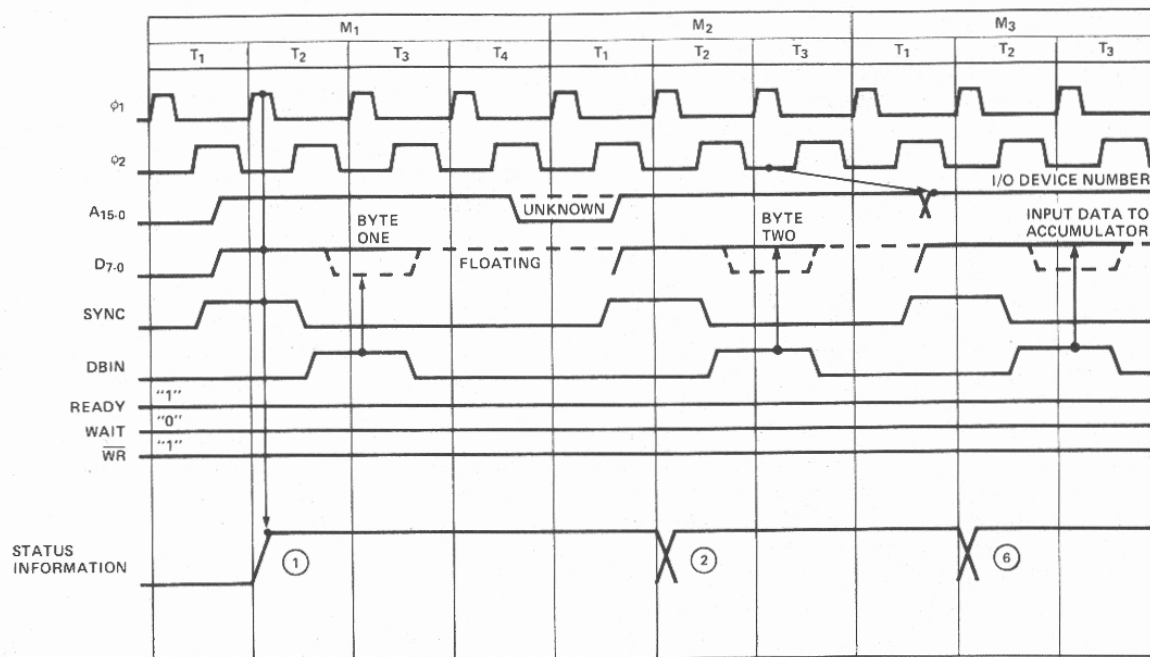 M1 M2 M3
T1 T2 T3 T4 T1 T2 T3 T1 T2 T3
ϕ1
ϕ2
I/O DEVICE NUMBER
A15-0
UNKNOWN
BYTE
ONE
BYTE
TWO
INPUT DATA TO
ACCUMULATOR
D7-0
FLOATING
SYNC
DBIN
"1"
READY
"0"
WAIT
"1"
W̅R̅
STATUS
INFORMATION
1
2
6